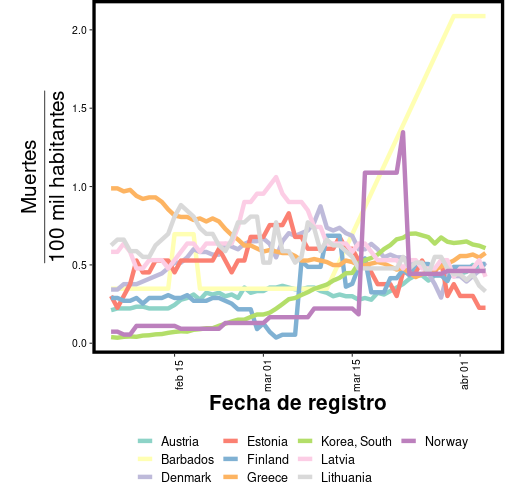 Muertes
100 mil habitantes
2.0
1.5
1.0
0.5
0.0
feb 15
mar 01
mar 15
abr 01
Fecha de registro
Austria Estonia Korea, South Norway
Barbados Finland Latvia
Denmark Greece Lithuania